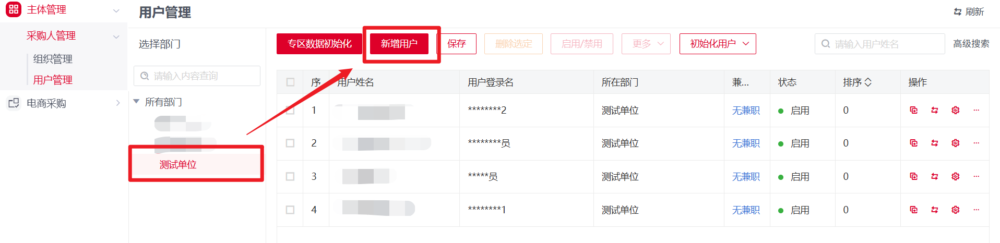 主体管理
采购人管理
组织管理
用户管理
电商采购
用户管理
刷新
选择部门
请输入内容查询
所有部门
测试单位
专区数据初始化 新增用户 保存 删除选定 启用/禁用 更多 初始化用户 请输入用户姓名 高级搜索
序 用户姓名 用户登录名 所在部门 兼... 状态 排序 操作
1 ********2 测试单位 无兼职 启用 0 ...
2 ********员 测试单位 无兼职 启用 0 ...
3 *****员 测试单位 无兼职 启用 0 ...
4 ********1 测试单位 无兼职 启用 0 ...